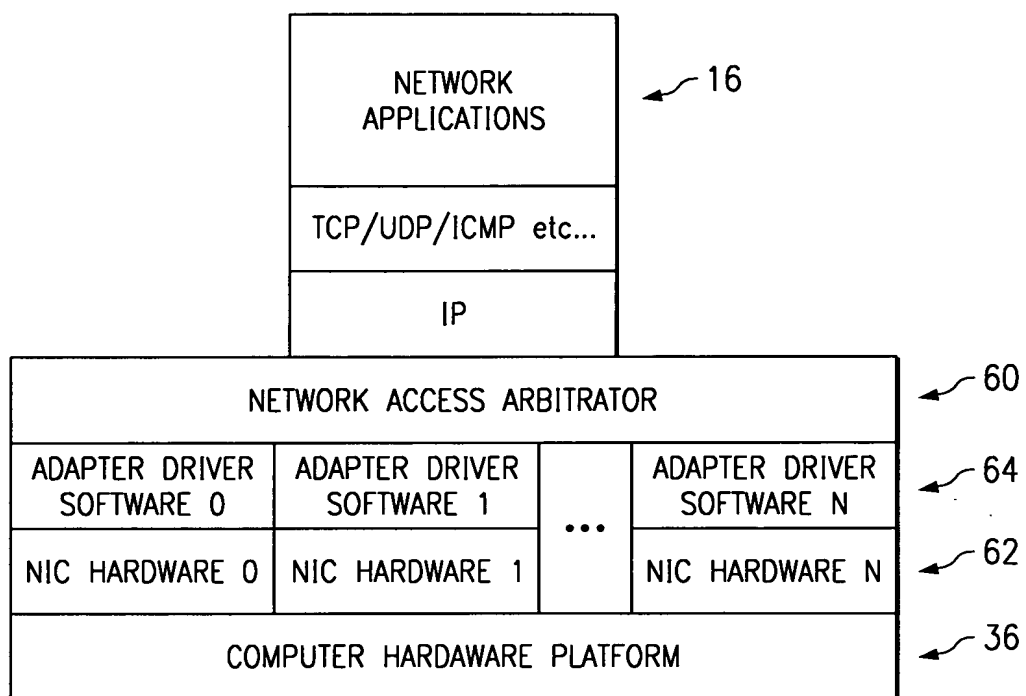 NETWORK
APPLICATIONS
16
TCP/UDP/ICMP etc...
IP
NETWORK ACCESS ARBITRATOR
60
ADAPTER DRIVER
SOFTWARE 0
ADAPTER DRIVER
SOFTWARE 1
...
ADAPTER DRIVER
SOFTWARE N
64
NIC HARDWARE 0
NIC HARDWARE 1
NIC HARDWARE N
62
COMPUTER HARDAWARE PLATFORM
36